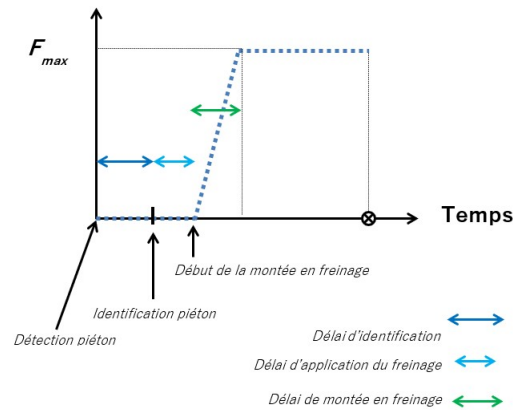 F max
Temps
Début de la montée en freinage
Identification piéton
Détection piéton
Délai d'identification
Délai d'application du freinage
Délai de montée en freinage